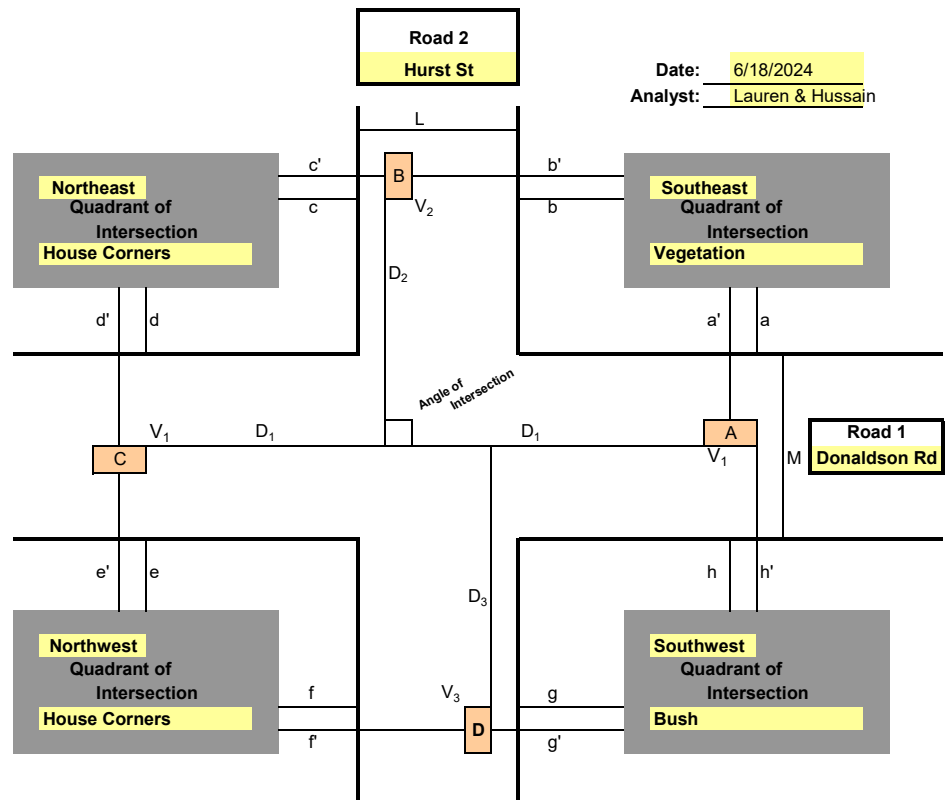 Road 2
Hurst St
Date: 6/18/2024
Analyst: Lauren & Hussain
L
c' B b'
c V2 b
Northeast
Quadrant of
Intersection
House Corners
Southeast
Quadrant of
Intersection
Vegetation
D2
d' d
a' a
Angle of
Intersection
V1 D1 D1 A
C V1 M
Road 1
Donaldson Rd
e' e
h h'
D3
Northwest
Quadrant of
Intersection
House Corners
Southwest
Quadrant of
Intersection
Bush
f V3 g
f' D g'